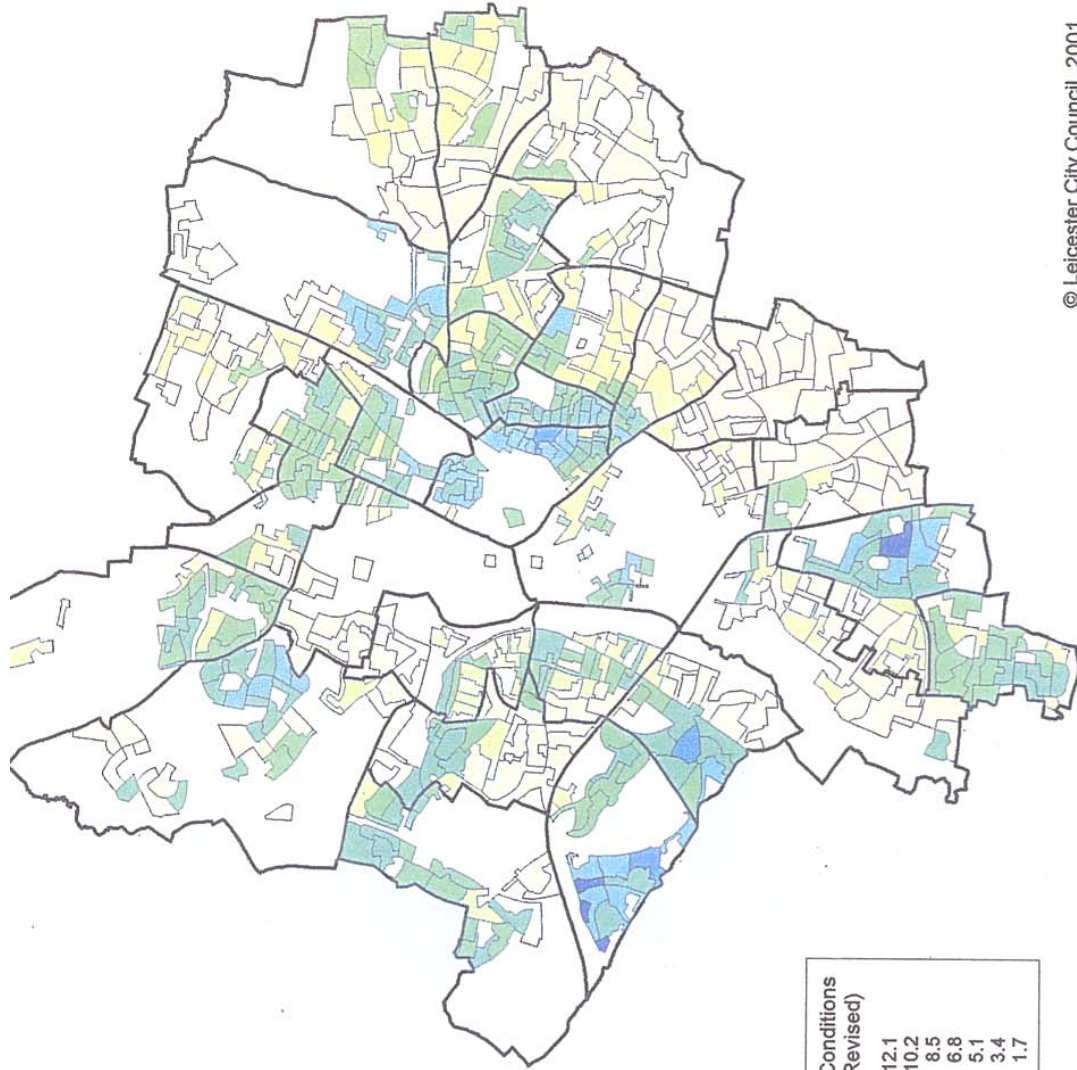 Conditions
Revised)
12.1
10.2
8.5
6.8
5.1
3.4
1.7
© Leicester City Council, 2001